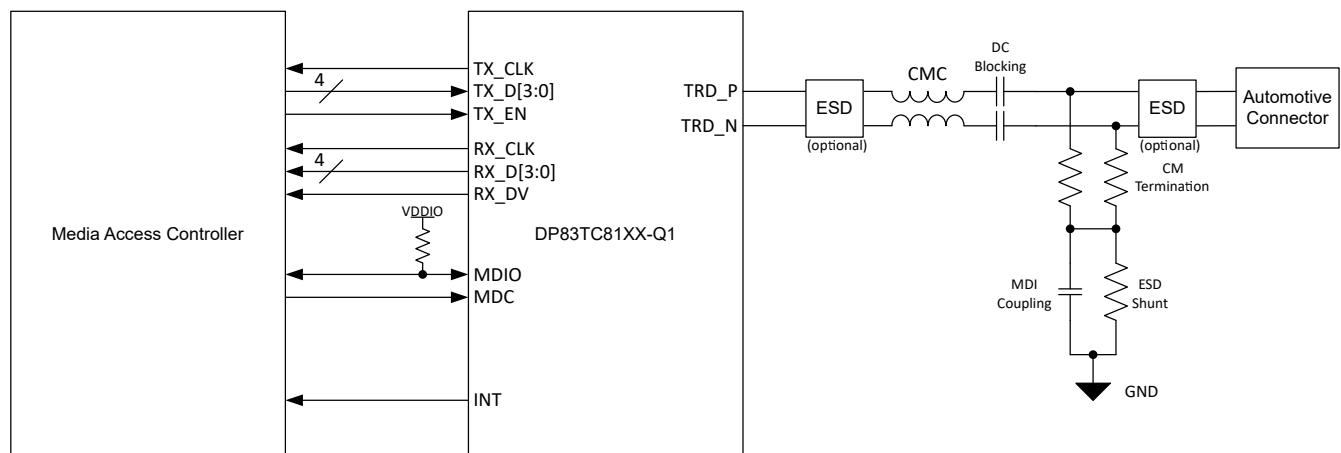 Media Access Controller
4
4
VDDIO
TX_CLK
TX_D[3:0]
TX_EN
RX_CLK
RX_D[3:0]
RX_DV
MDIO
MDC
INT
DP83TC81XX-Q1
TRD_P
TRD_N
ESD
(optional)
CMC
DC
Blocking
ESD
(optional)
Automotive
Connector
CM
Termination
MDI
Coupling
ESD
Shunt
GND